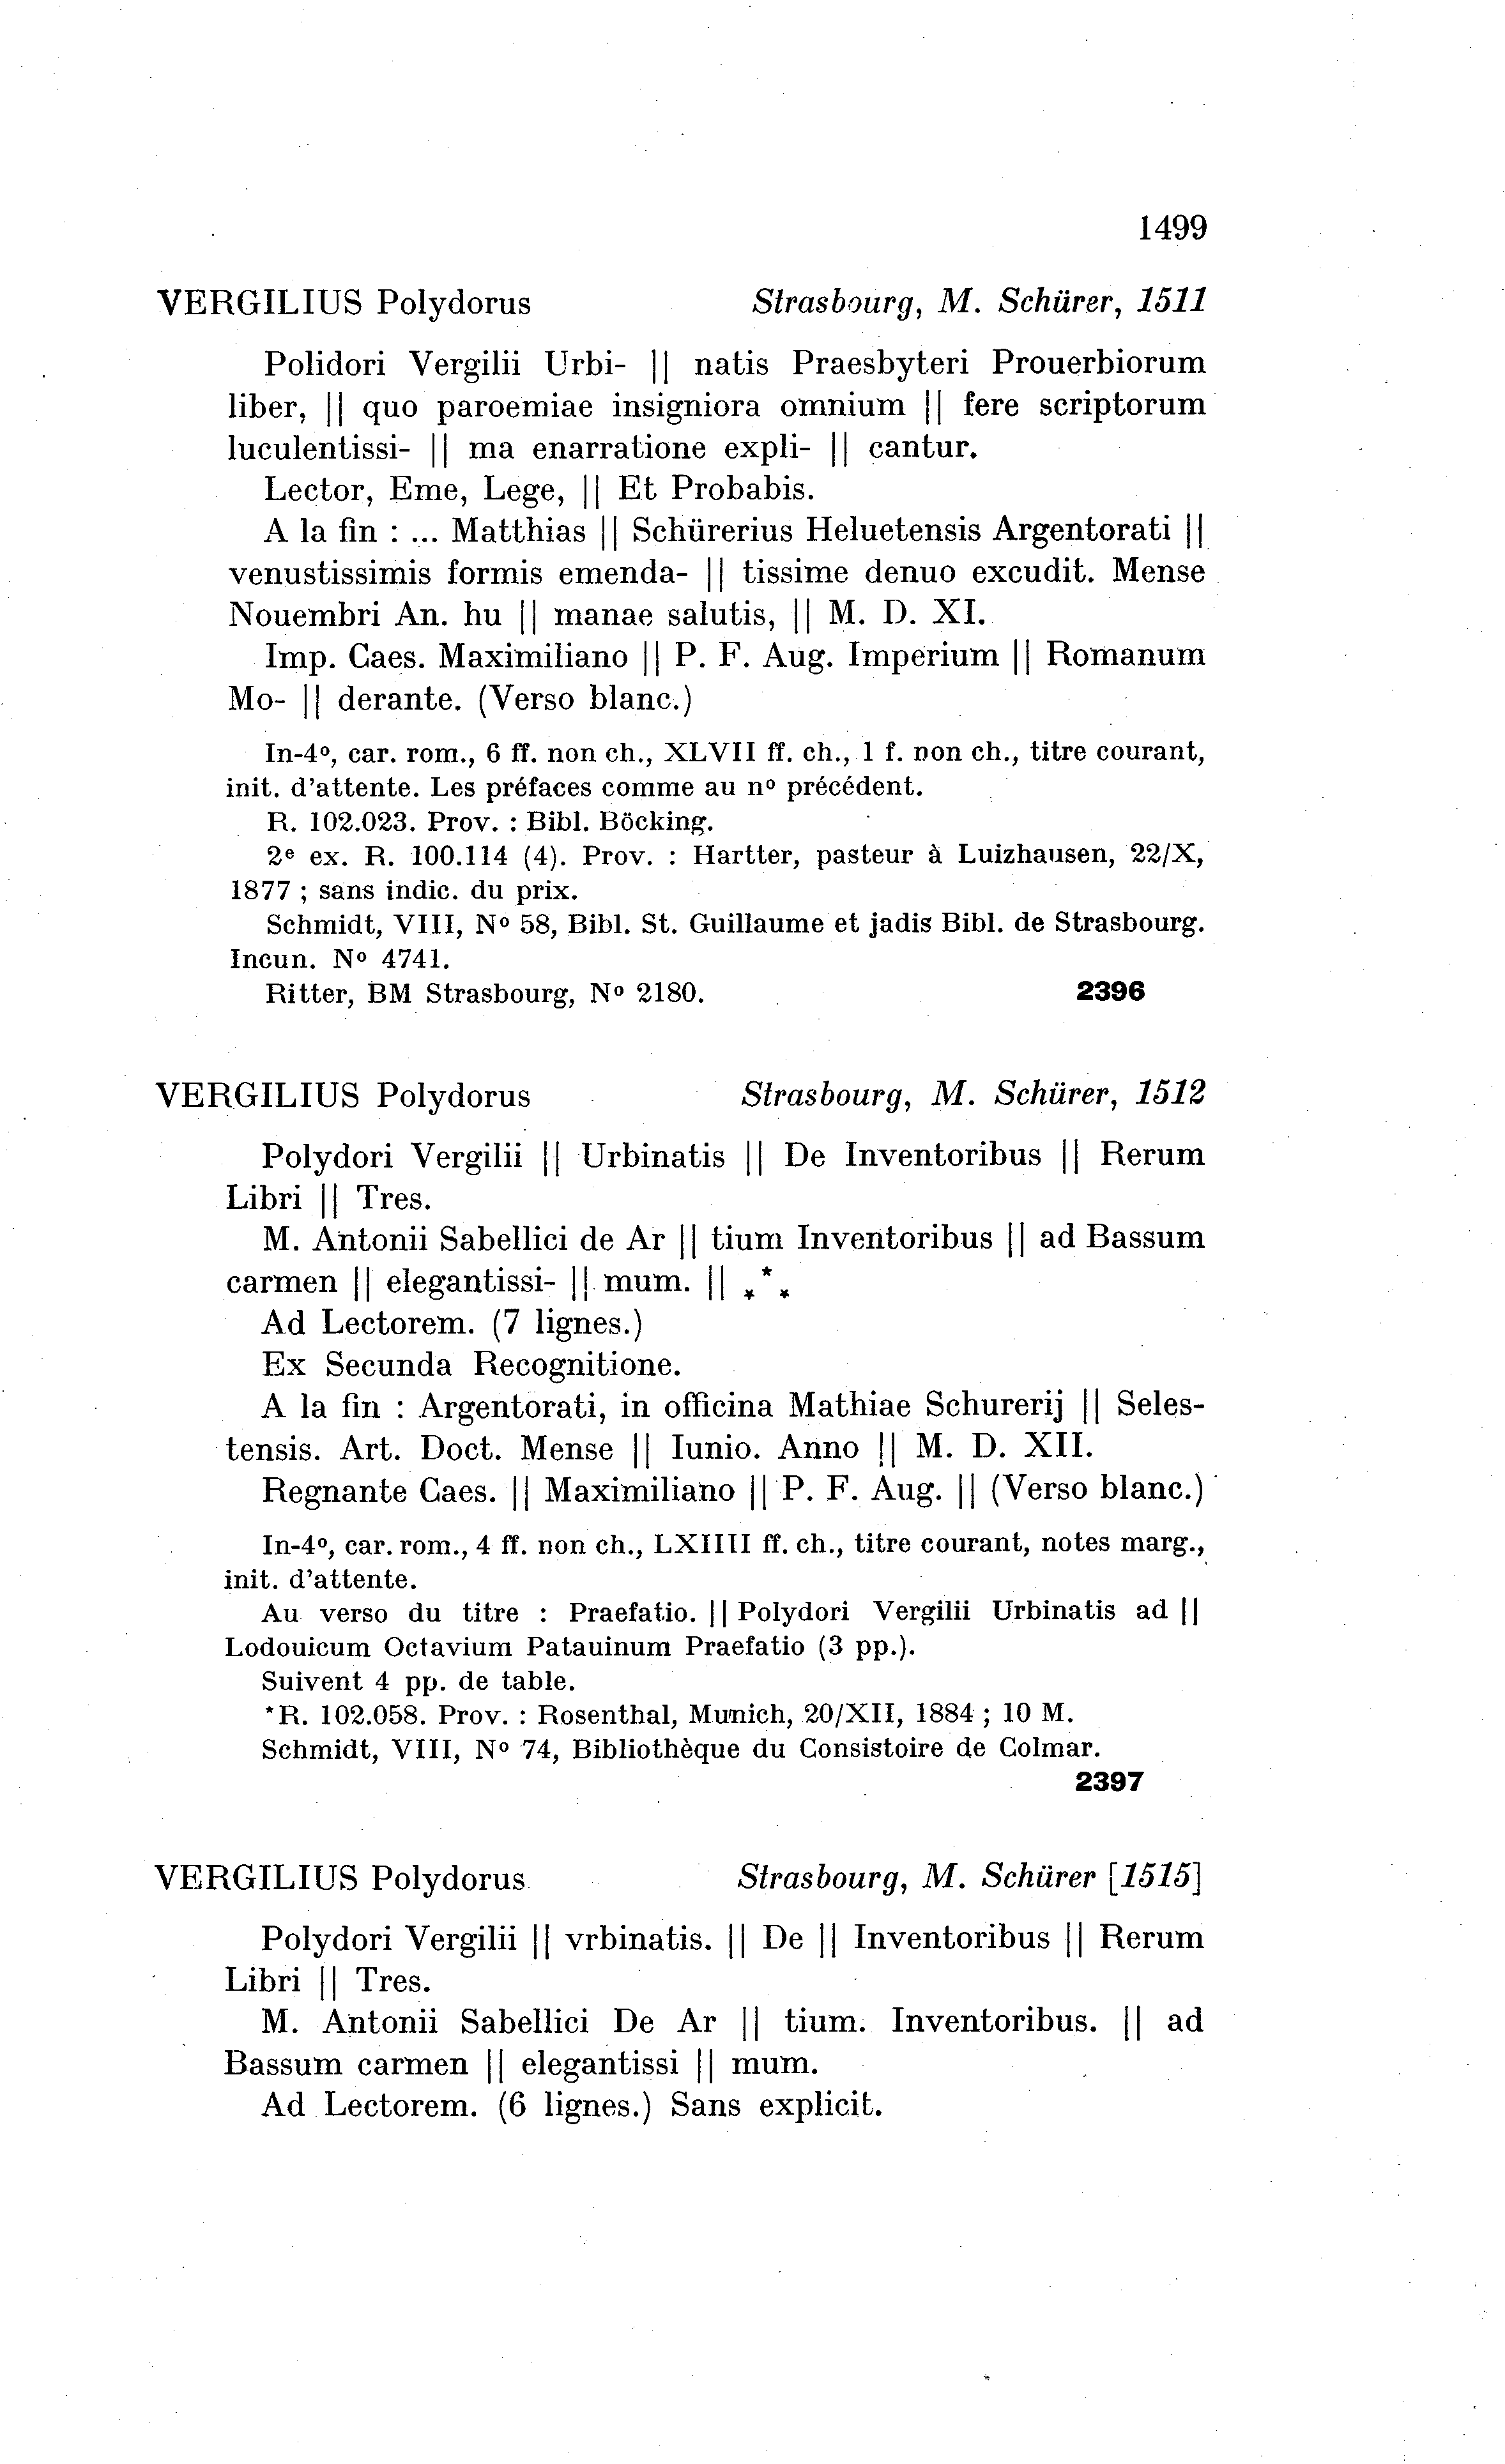 1499
VERGILIUS Polydorus Strasbourg, M. Schürer, 1511
Polidori Vergilii Urbi- || natis Praesbyteri Prouerbiorum
liber, || quo paroemiae insigniora omnium || fere scriptorum
luculentissi- || ma enarratione expli- || cantur.
Lector, Eme, Lege, || Et Probabis.
A la fin : ... Matthias || Schürerius Heluetensis Argentorati ||
venustissimis formis emenda- || tissime denuo excudit. Mense
Nouembri An. hu || manae salutis, || M. D. XI.
Imp. Caes. Maximiliano || P. F. Aug. Imperium || Romanum
Mo- || derante. (Verso blanc.)
In-4º, car. rom., 6 ff. non ch., XLVII ff. ch., 1 f. non ch., titre courant,
init. d'attente. Les préfaces comme au nº précédent.
R. 102.023. Prov. : Bibl. Böcking.
2e ex. R. 100.114 (4). Prov. : Hartter, pasteur à Luizhausen, 22/X,
1877 ; sans indic. du prix.
Schmidt, VIII, Nº 58, Bibl. St. Guillaume et jadis Bibl. de Strasbourg.
Incun. Nº 4741.
Ritter, BM Strasbourg, Nº 2180. 2396
VERGILIUS Polydorus Strasbourg, M. Schürer, 1512
Polydori Vergilii || Urbinatis || De Inventoribus || Rerum
Libri || Tres.
M. Antonii Sabellici de Ar || tium Inventoribus || ad Bassum
carmen || elegantissi- || mum. || ⁎*⁎
Ad Lectorem. (7 lignes.)
Ex Secunda Recognitione.
A la fin : Argentorati, in officina Mathiae Schurerij || Seles-
tensis. Art. Doct. Mense || Iunio. Anno || M. D. XII.
Regnante Caes. || Maximiliano || P. F. Aug. || (Verso blanc.)
In-4º, car. rom., 4 ff. non ch., LXIIII ff. ch., titre courant, notes marg.,
init. d'attente.
Au verso du titre : Praefatio. || Polydori Vergilii Urbinatis ad ||
Lodouicum Octavium Patauinum Praefatio (3 pp.).
Suivent 4 pp. de table.
*R. 102.058. Prov. : Rosenthal, Munich, 20/XII, 1884 ; 10 M.
Schmidt, VIII, Nº 74, Bibliothèque du Consistoire de Colmar.
2397
VERGILIUS Polydorus Strasbourg, M. Schürer [1515]
Polydori Vergilii || vrbinatis. || De || Inventoribus || Rerum
Libri || Tres.
M. Antonii Sabellici De Ar || tium. Inventoribus. || ad
Bassum carmen || elegantissi || mum.
Ad Lectorem. (6 lignes.) Sans explicit.